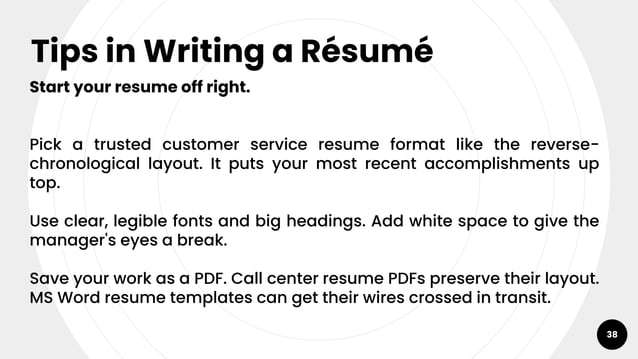 Tips in Writing a Résumé
Start your resume off right.
Pick a trusted customer service resume format like the reverse-
chronological layout. It puts your most recent accomplishments up
top.
Use clear, legible fonts and big headings. Add white space to give the
manager's eyes a break.
Save your work as a PDF. Call center resume PDFs preserve their layout.
MS Word resume templates can get their wires crossed in transit.
38